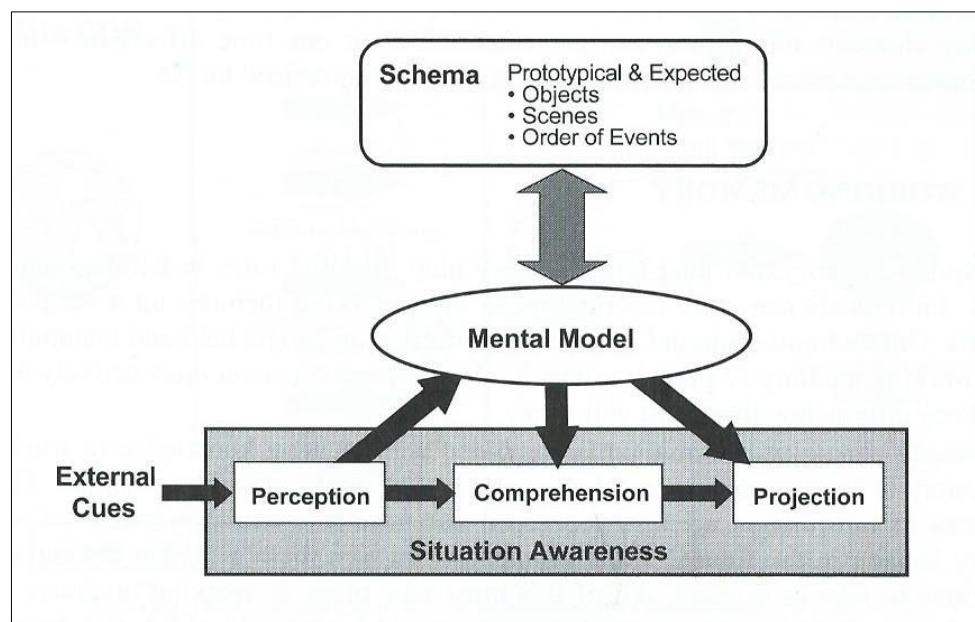 Schema
Prototypical & Expected
• Objects
• Scenes
• Order of Events
Mental Model
External
Cues
Perception
Comprehension
Projection
Situation Awareness